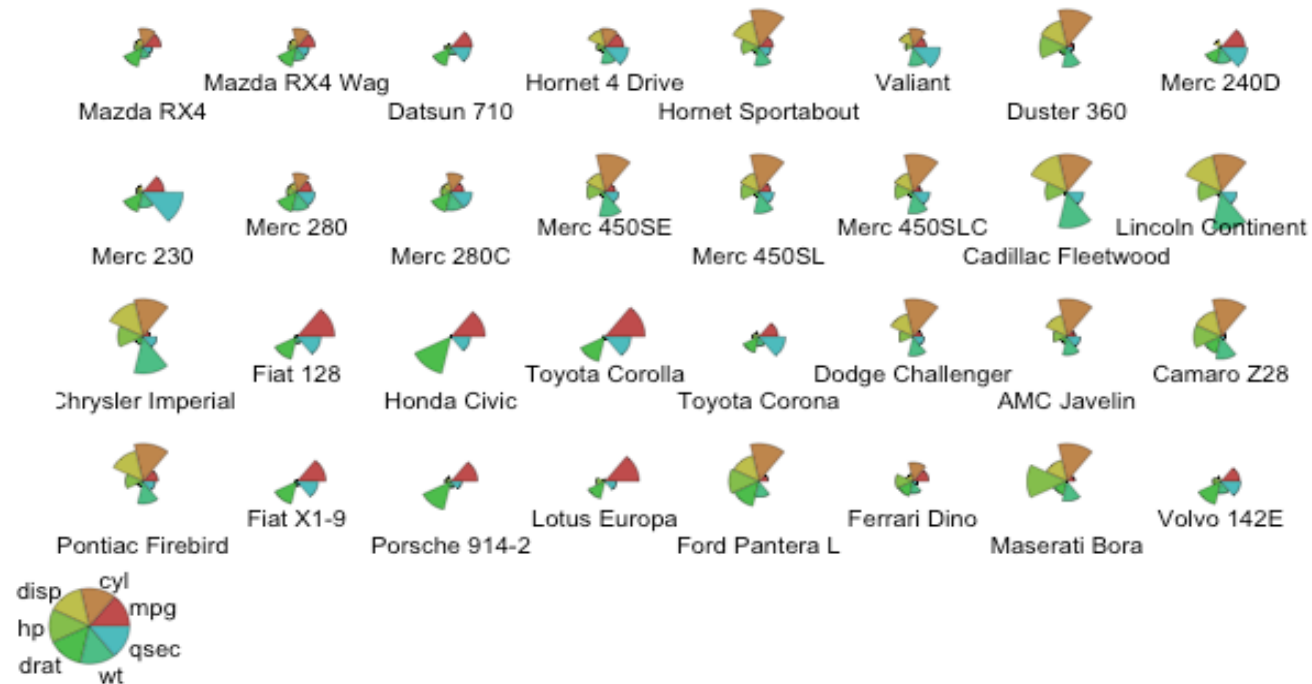 Mazda RX4
Mazda RX4 Wag
Datsun 710
Hornet 4 Drive
Hornet Sportabout
Valiant
Duster 360
Merc 240D
Merc 230
Merc 280
Merc 280C
Merc 450SE
Merc 450SL
Merc 450SLC
Cadillac Fleetwood
Lincoln Continent
Chrysler Imperial
Fiat 128
Honda Civic
Toyota Corolla
Toyota Corona
Dodge Challenger
AMC Javelin
Camaro Z28
Pontiac Firebird
Fiat X1-9
Porsche 914-2
Lotus Europa
Ford Pantera L
Ferrari Dino
Maserati Bora
Volvo 142E
cyl
disp
mpg
hp
qsec
drat
wt